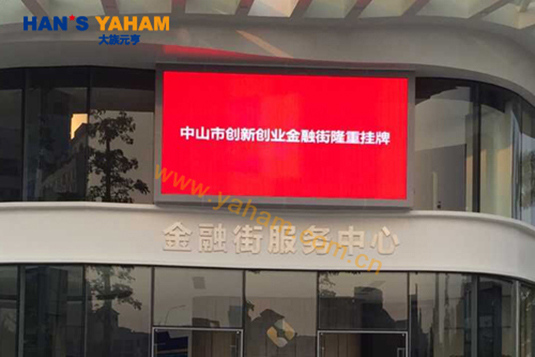 HAN'S YAHAM
大族元亨
中山市创新创业金融街隆重挂牌
www.yaham.com.cn
金融街服务中心